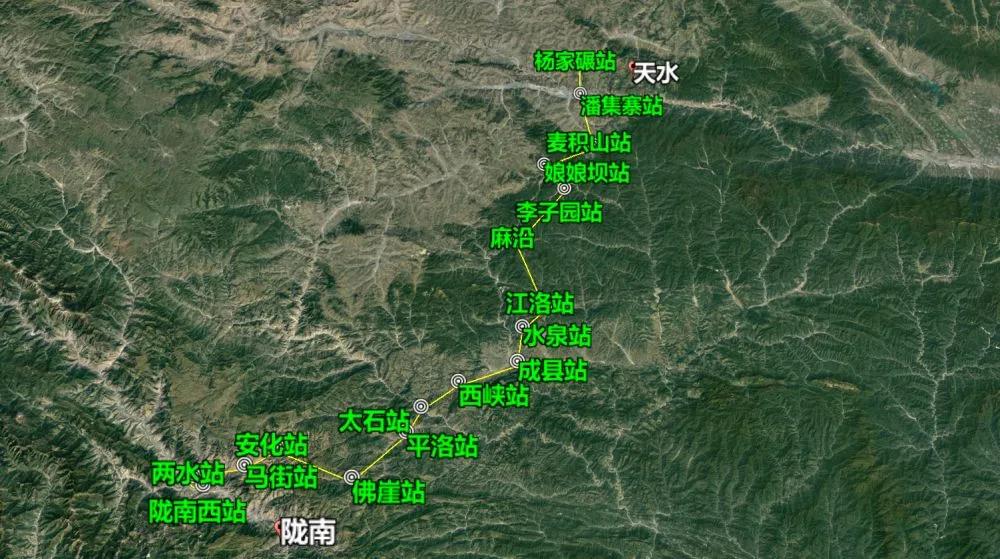 杨家碾站
天水
潘集寨站
麦积山站
娘娘坝站
李子园站
麻沿
江洛站
水泉站
成县站
西峡站
太石站
平洛站
安化站
两水站
马街站
佛崖站
陇南西站
陇南